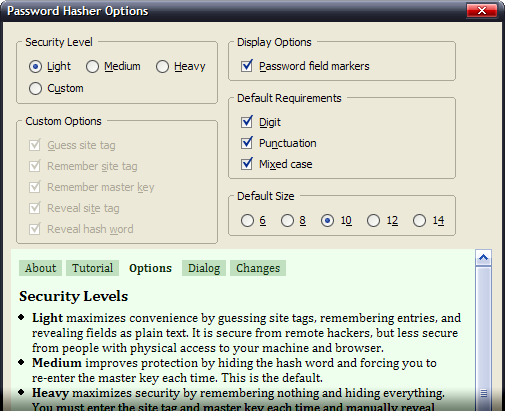 Password Hasher Options
Security Level
Light Medium Heavy
Custom
Custom Options
Guess site tag
Remember site tag
Remember master key
Reveal site tag
Reveal hash word
Display Options
Password field markers
Default Requirements
Digit
Punctuation
Mixed case
Default Size
6 8 10 12 14
About Tutorial Options Dialog Changes
Security Levels
Light maximizes convenience by guessing site tags, remembering entries, and
revealing fields as plain text. It is secure from remote hackers, but less secure
from people with physical access to your machine and browser.
Medium improves protection by hiding the hash word and forcing you to
re-enter the master key each time. This is the default.
Heavy maximizes security by remembering nothing and hiding everything.
You must enter the site tag and master key each time and manually reveal